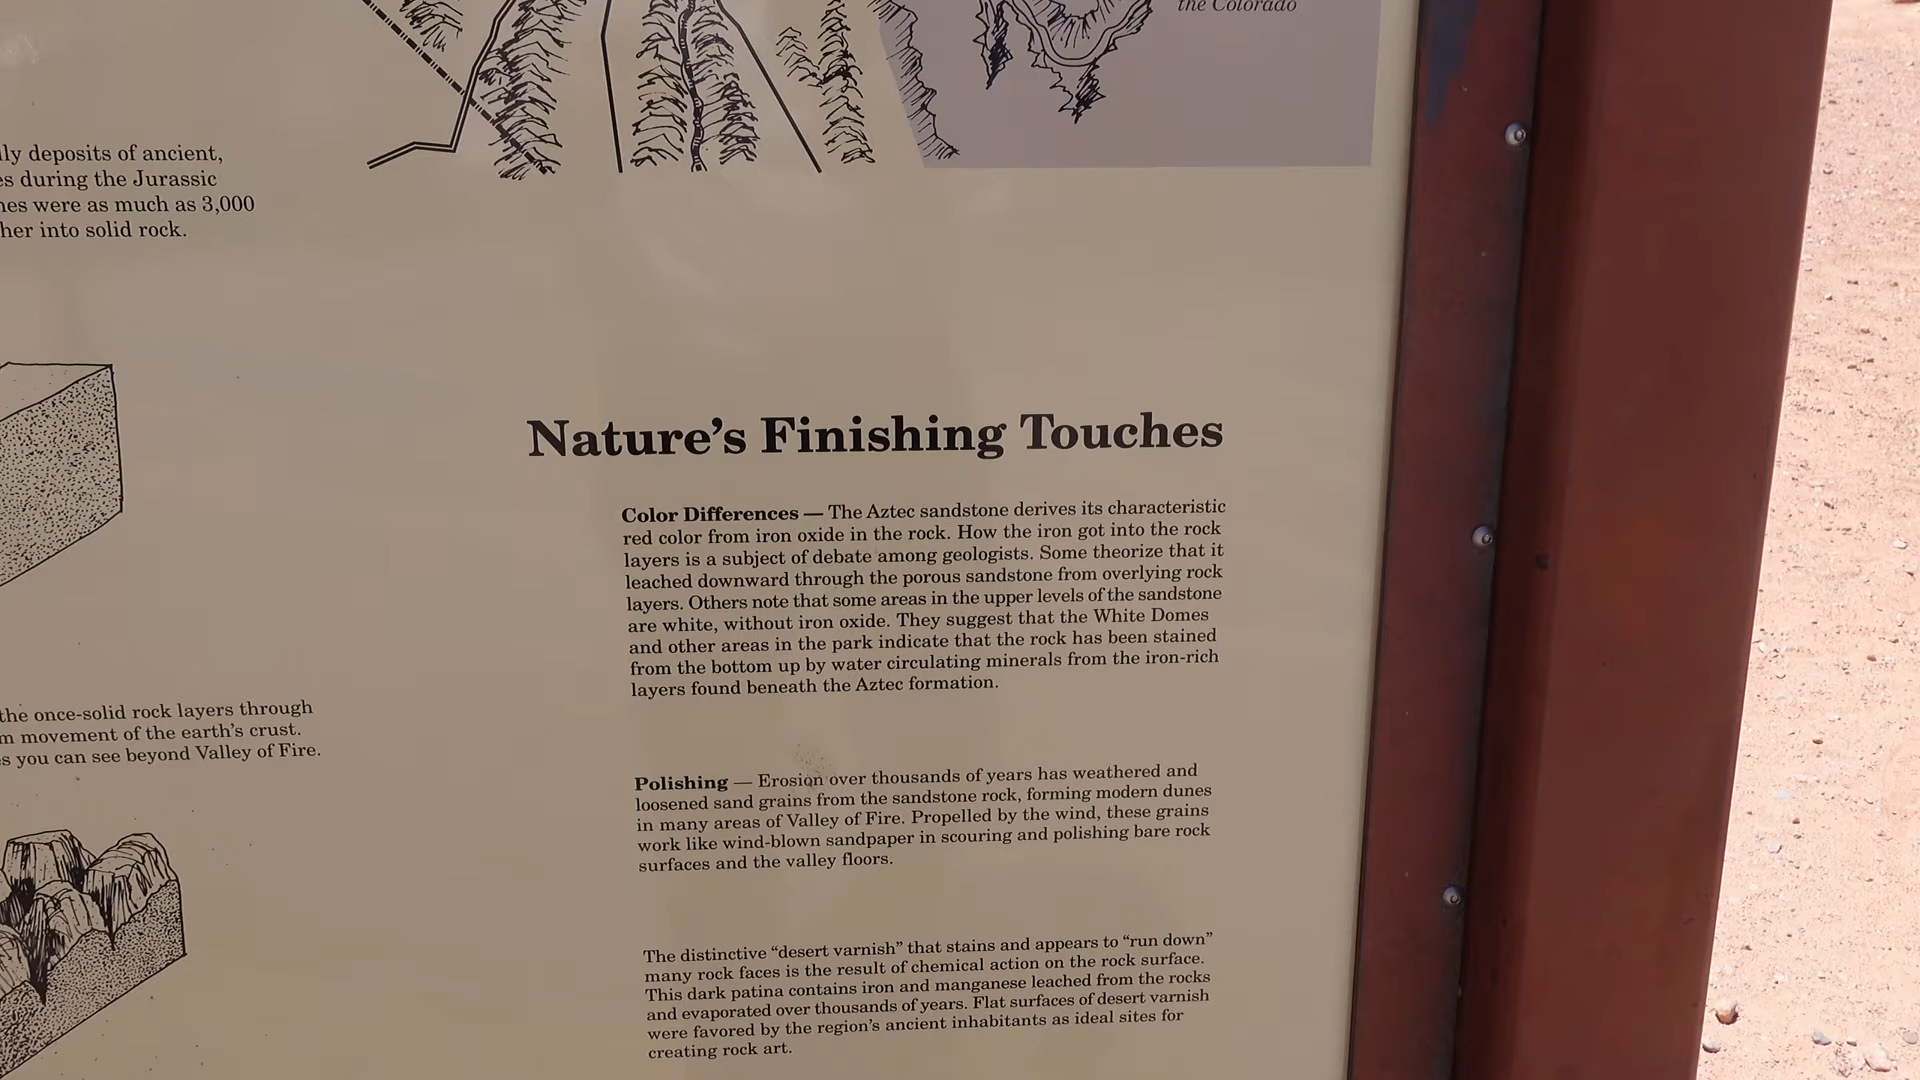 the Colorado
deposits of ancient,
during the Jurassic
were as much as 3,000
into solid rock.
Nature's Finishing Touches
Color Differences — The Aztec sandstone derives its characteristic
red color from iron oxide in the rock. How the iron got into the rock
layers is a subject of debate among geologists. Some theorize that it
leached downward through the porous sandstone from overlying rock
layers. Others note that some areas in the upper levels of the sandstone
are white, without iron oxide. They suggest that the White Domes
and other areas in the park indicate that the rock has been stained
from the bottom up by water circulating minerals from the iron-rich
layers found beneath the Aztec formation.
the once-solid rock layers through
movement of the earth's crust.
you can see beyond Valley of Fire.
Polishing — Erosion over thousands of years has weathered and
loosened sand grains from the sandstone rock, forming modern dunes
in many areas of Valley of Fire. Propelled by the wind, these grains
work like wind-blown sandpaper in scouring and polishing bare rock
surfaces and the valley floors.
The distinctive “desert varnish” that stains and appears to “run down”
many rock faces is the result of chemical action on the rock surface.
This dark patina contains iron and manganese leached from the rocks
and evaporated over thousands of years. Flat surfaces of desert varnish
were favored by the region's ancient inhabitants as ideal sites for
creating rock art.